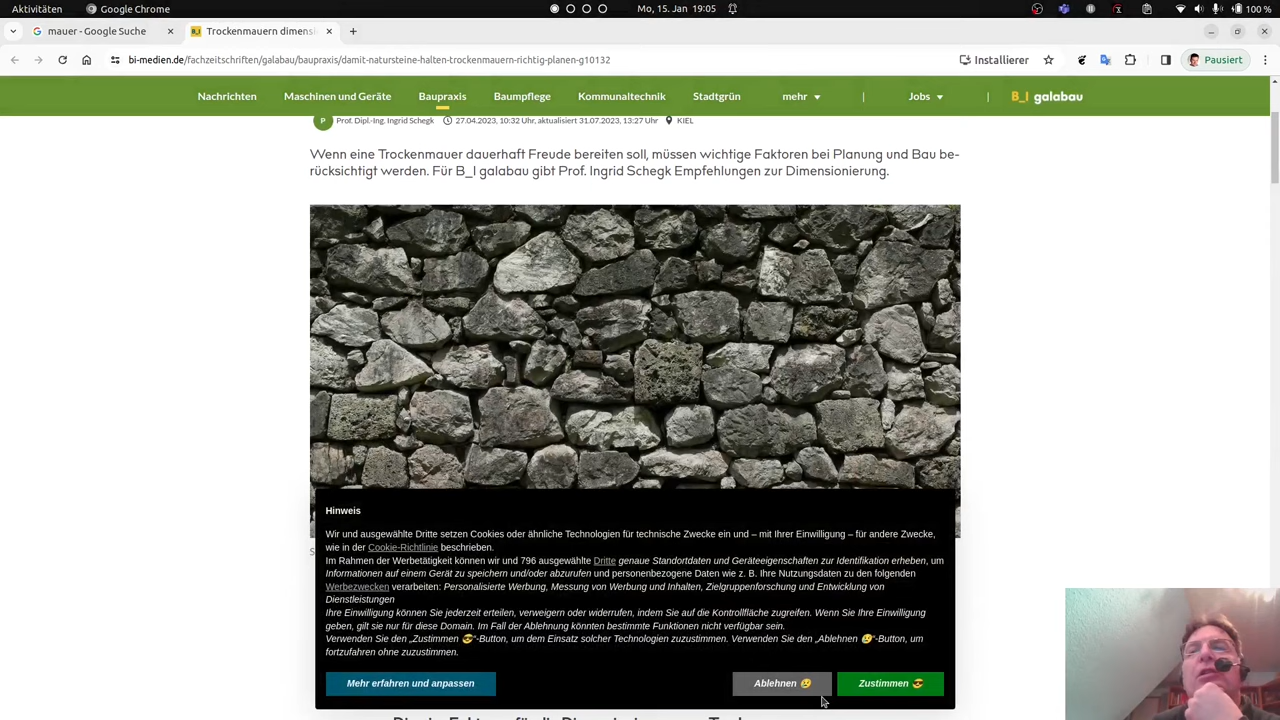 Aktivitäten
Google Chrome
1. Okt 10:31
100 %
mauer - Google Suche
Trockenmauern dimensi
bi-medien.de/fachzeitschriften/galabau/baupraxis/damit-natursteine-halten-trockenmauern-richtig-planen-g10132
Installieren
Pausiert
Nachrichten
Maschinen und Geräte
Baupraxis
Baumpflege
Kommunaltechnik
Stadtgrün
mehr
|
Jobs
|
B_I galabau
P Prof. Dipl.-Ing. Ingrid Schegk 27.04.2023, 10:32 Uhr, aktualisiert 31.07.2023, 13:27 Uhr KIEL
Wenn eine Trockenmauer dauerhaft Freude bereiten soll, müssen wichtige Faktoren bei Planung und Bau be-
rücksichtigt werden. Für B_I galabau gibt Prof. Ingrid Schegk Empfehlungen zur Dimensionierung.
Hinweis
Wir und ausgewählte Dritte setzen Cookies oder ähnliche Technologien für technische Zwecke ein und – mit Ihrer Einwilligung – für andere Zwecke,
wie in der Cookie-Richtlinie beschrieben.
Im Rahmen der Werbetätigkeit können wir und 796 ausgewählte Dritte genaue Standortdaten und Geräteeigenschaften zur Identifikation erheben, um
Informationen auf einem Gerät zu speichern und/oder abzurufen und personenbezogene Daten wie z. B. Ihre Nutzungsdaten zu den folgenden
Werbezwecken verarbeiten: Personalisierte Werbung, Messung von Werbung und Inhalten, Zielgruppenforschung und Entwicklung von
Dienstleistungen
Ihre Einwilligung können Sie jederzeit erteilen, verweigern oder widerrufen, indem Sie auf die Kontrollfläche zugreifen. Wenn Sie Ihre Einwilligung
geben, gilt sie nur für diese Domain. Im Fall der Ablehnung könnten bestimmte Funktionen nicht verfügbar sein.
Verwenden Sie den „Zustimmen 😎“-Button, um dem Einsatz solcher Technologien zuzustimmen. Verwenden Sie den „Ablehnen 😢“-Button, um
fortzufahren ohne zuzustimmen.
Mehr erfahren und anpassen
Ablehnen 😢
Zustimmen 😎